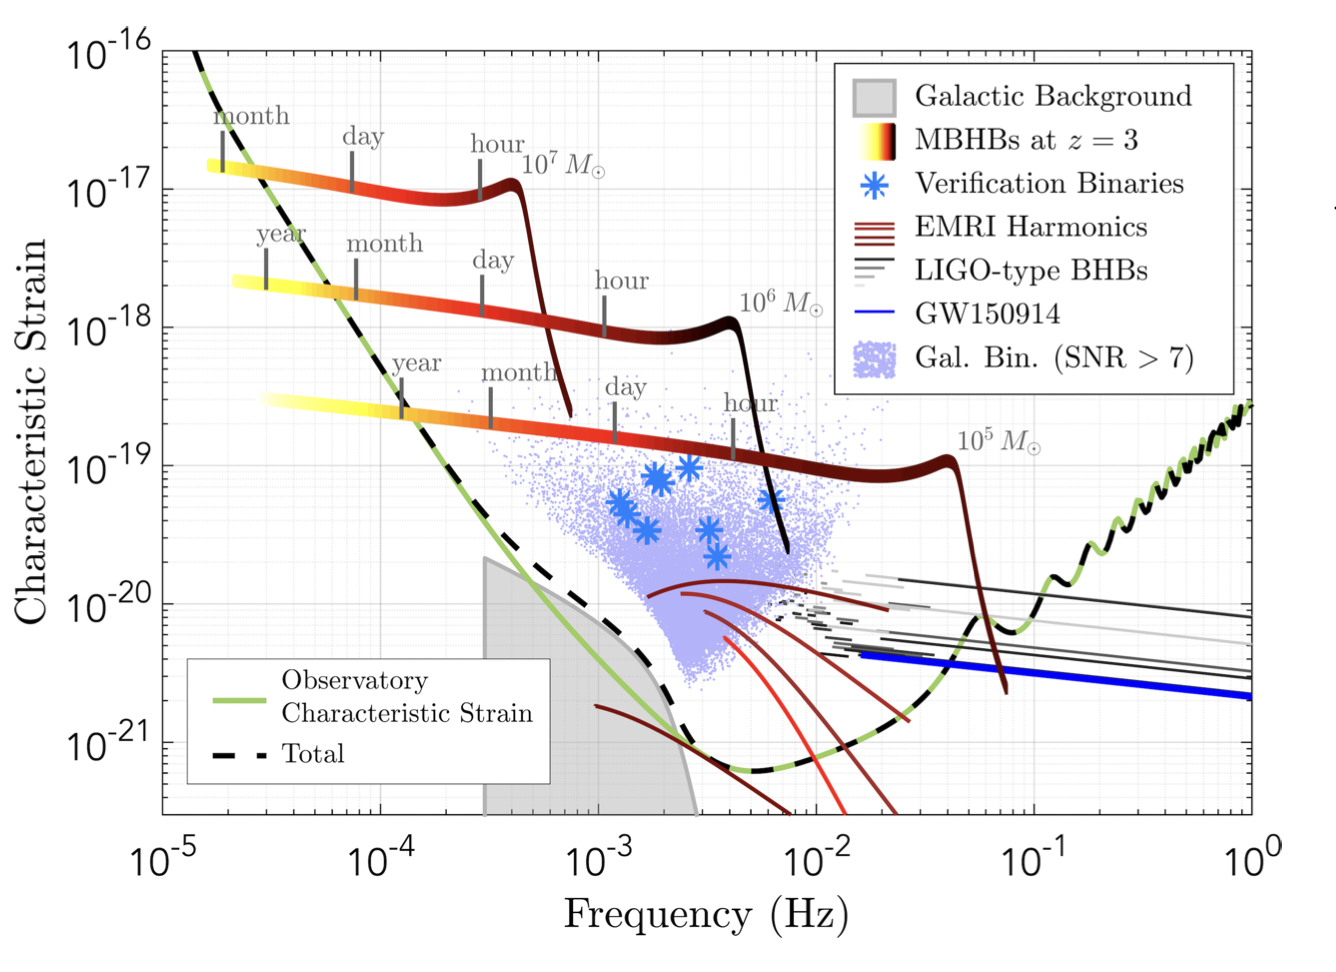 10^-16
10^-17
10^-18
10^-19
10^-20
10^-21
Characteristic Strain
month
day
hour
10^7 M_⊙
year
month
day
hour
10^6 M_⊙
year
month
day
hour
10^5 M_⊙
Galactic Background
MBHBs at z = 3
Verification Binaries
EMRI Harmonics
LIGO-type BHBs
GW150914
Gal. Bin. (SNR > 7)
Observatory
Characteristic Strain
Total
10^-5 10^-4 10^-3 10^-2 10^-1 10^0
Frequency (Hz)